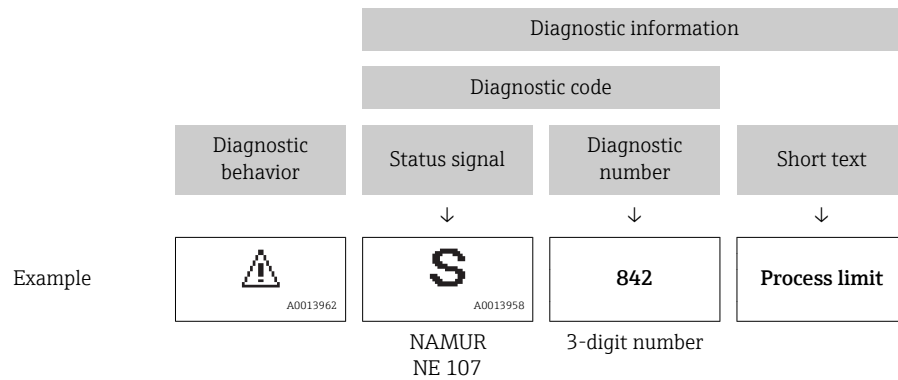 Diagnostic information
Diagnostic code
Diagnostic
behavior
Status signal
Diagnostic
number
Short text
↓
↓
↓
Example
A0013962
S
A0013958
842
Process limit
NAMUR
NE 107
3-digit number